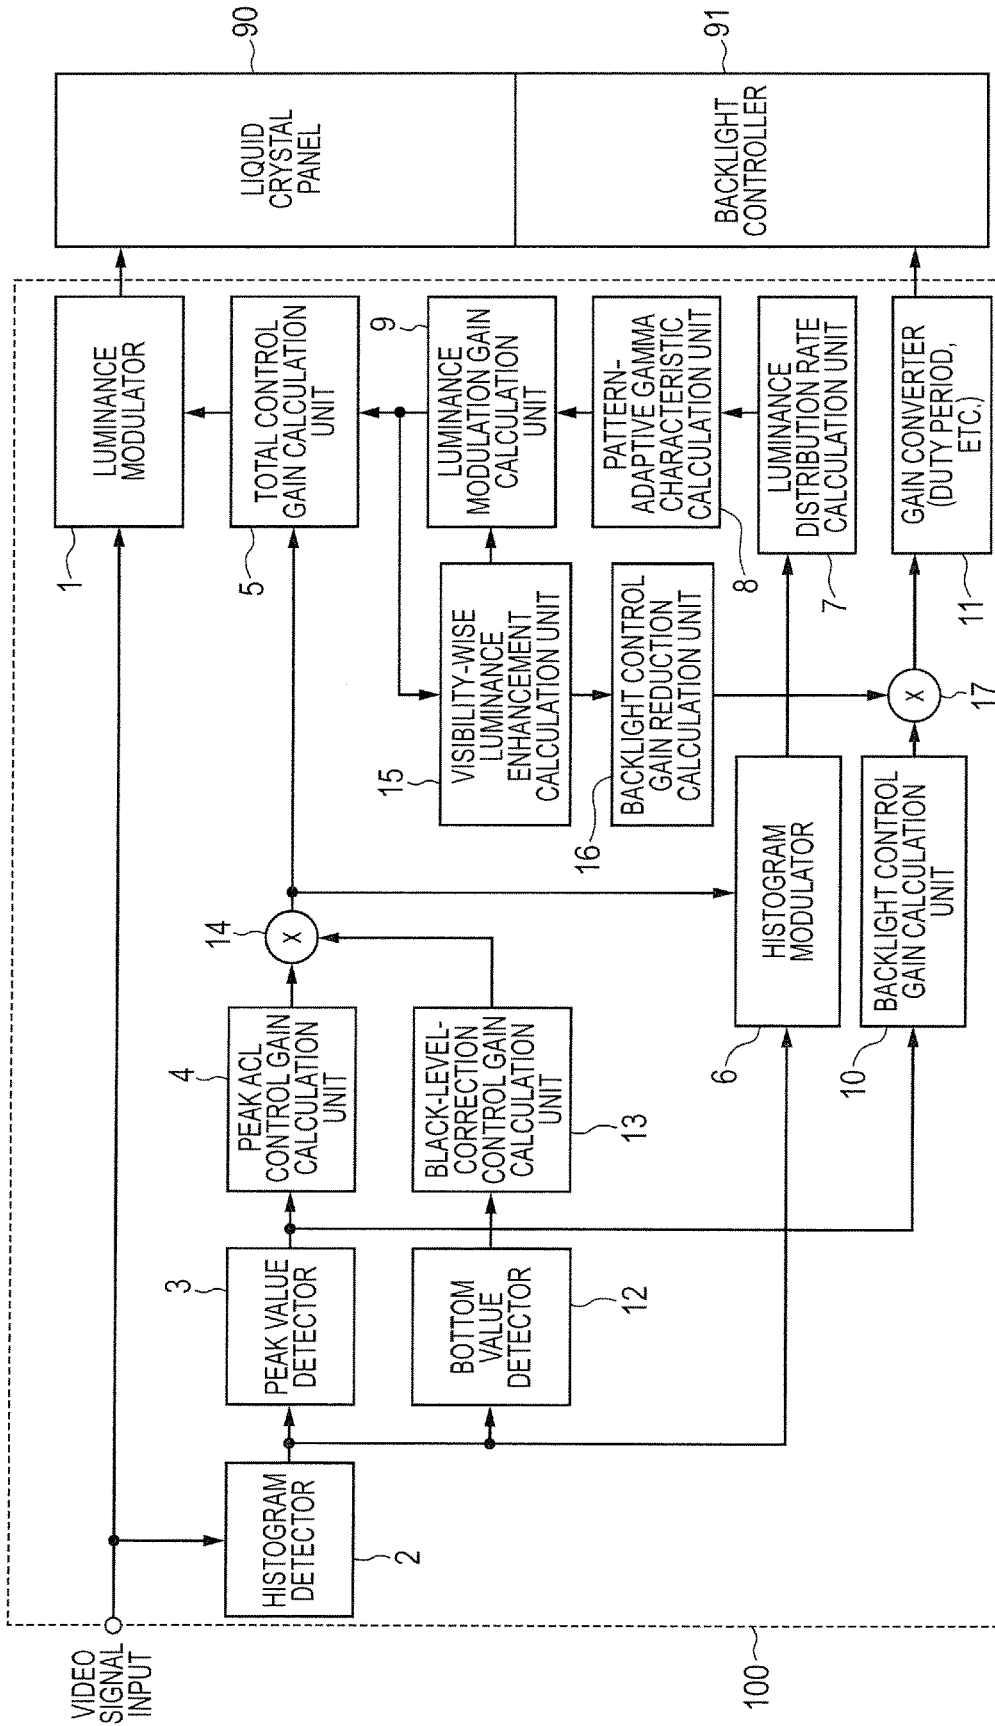 VIDEO
SIGNAL
INPUT
100
HISTOGRAM
DETECTOR
2
PEAK VALUE
DETECTOR
3
BOTTOM
VALUE
DETECTOR
12
PEAK ACL
CONTROL GAIN
CALCULATION
UNIT
4
BLACK-LEVEL-
CORRECTION
CONTROL GAIN
CALCULATION
UNIT
13
X
14
HISTOGRAM
MODULATOR
6
BACKLIGHT CONTROL
GAIN CALCULATION
UNIT
10
VISIBILITY-WISE
LUMINANCE
ENHANCEMENT
CALCULATION UNIT
15
BACKLIGHT CONTROL
GAIN REDUCTION
CALCULATION UNIT
16
X
17
LUMINANCE
MODULATOR
1
TOTAL CONTROL
GAIN CALCULATION
UNIT
5
LUMINANCE
MODULATION GAIN
CALCULATION
UNIT
9
PATTERN-
ADAPTIVE GAMMA
CHARACTERISTIC
CALCULATION UNIT
8
LUMINANCE
DISTRIBUTION RATE
CALCULATION UNIT
7
GAIN CONVERTER
(DUTY PERIOD,
ETC.)
11
LIQUID
CRYSTAL
PANEL
90
BACKLIGHT
CONTROLLER
91